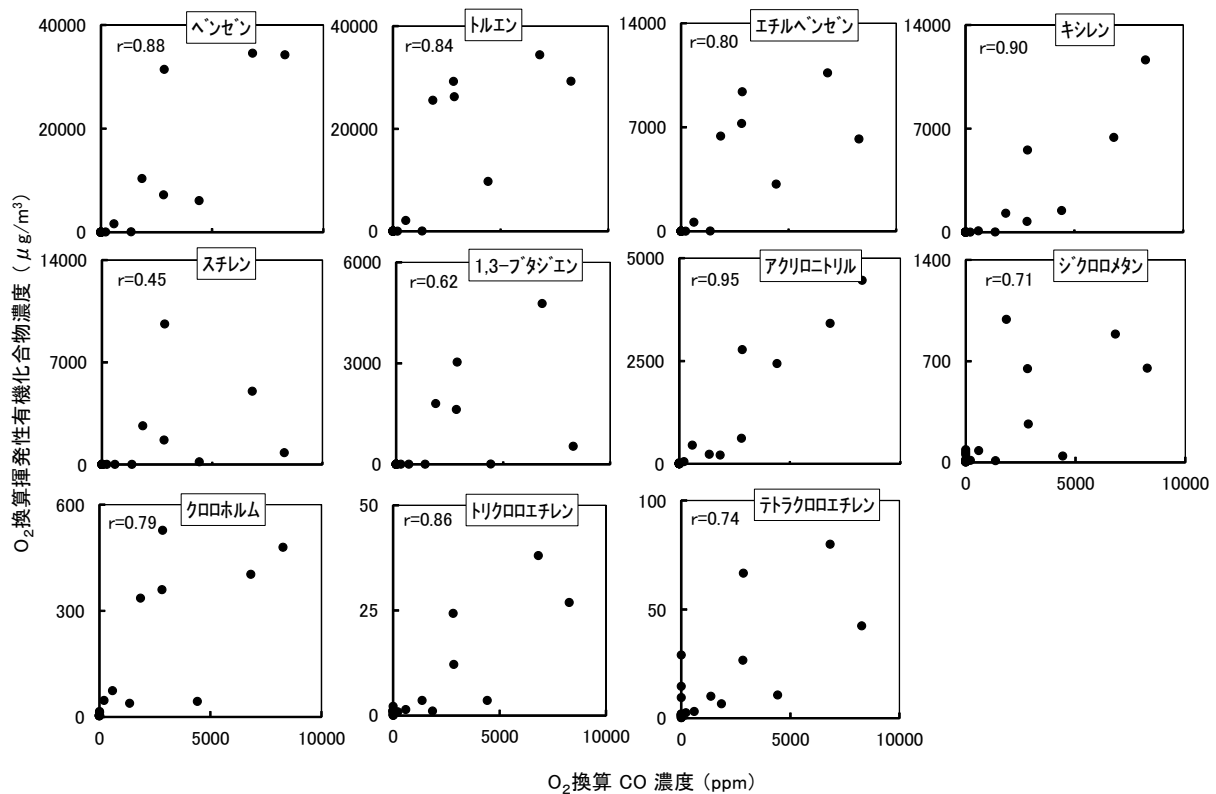 ベンゼン
r=0.88
40000
20000
0
トルエン
r=0.84
40000
20000
0
エチルベンゼン
r=0.80
14000
7000
0
キシレン
r=0.90
14000
7000
0
スチレン
r=0.45
14000
7000
0
1,3-ブタジエン
r=0.62
6000
3000
0
アクリロニトリル
r=0.95
5000
2500
0
ジクロロメタン
r=0.71
1400
700
0
0 5000 10000
クロロホルム
r=0.79
600
300
0
0 5000 10000
トリクロロエチレン
r=0.86
50
25
0
0 5000 10000
テトラクロロエチレン
r=0.74
100
50
0
0 5000 10000
O₂換算揮発性有機化合物濃度(μg/m³)
O₂換算 CO 濃度 (ppm)